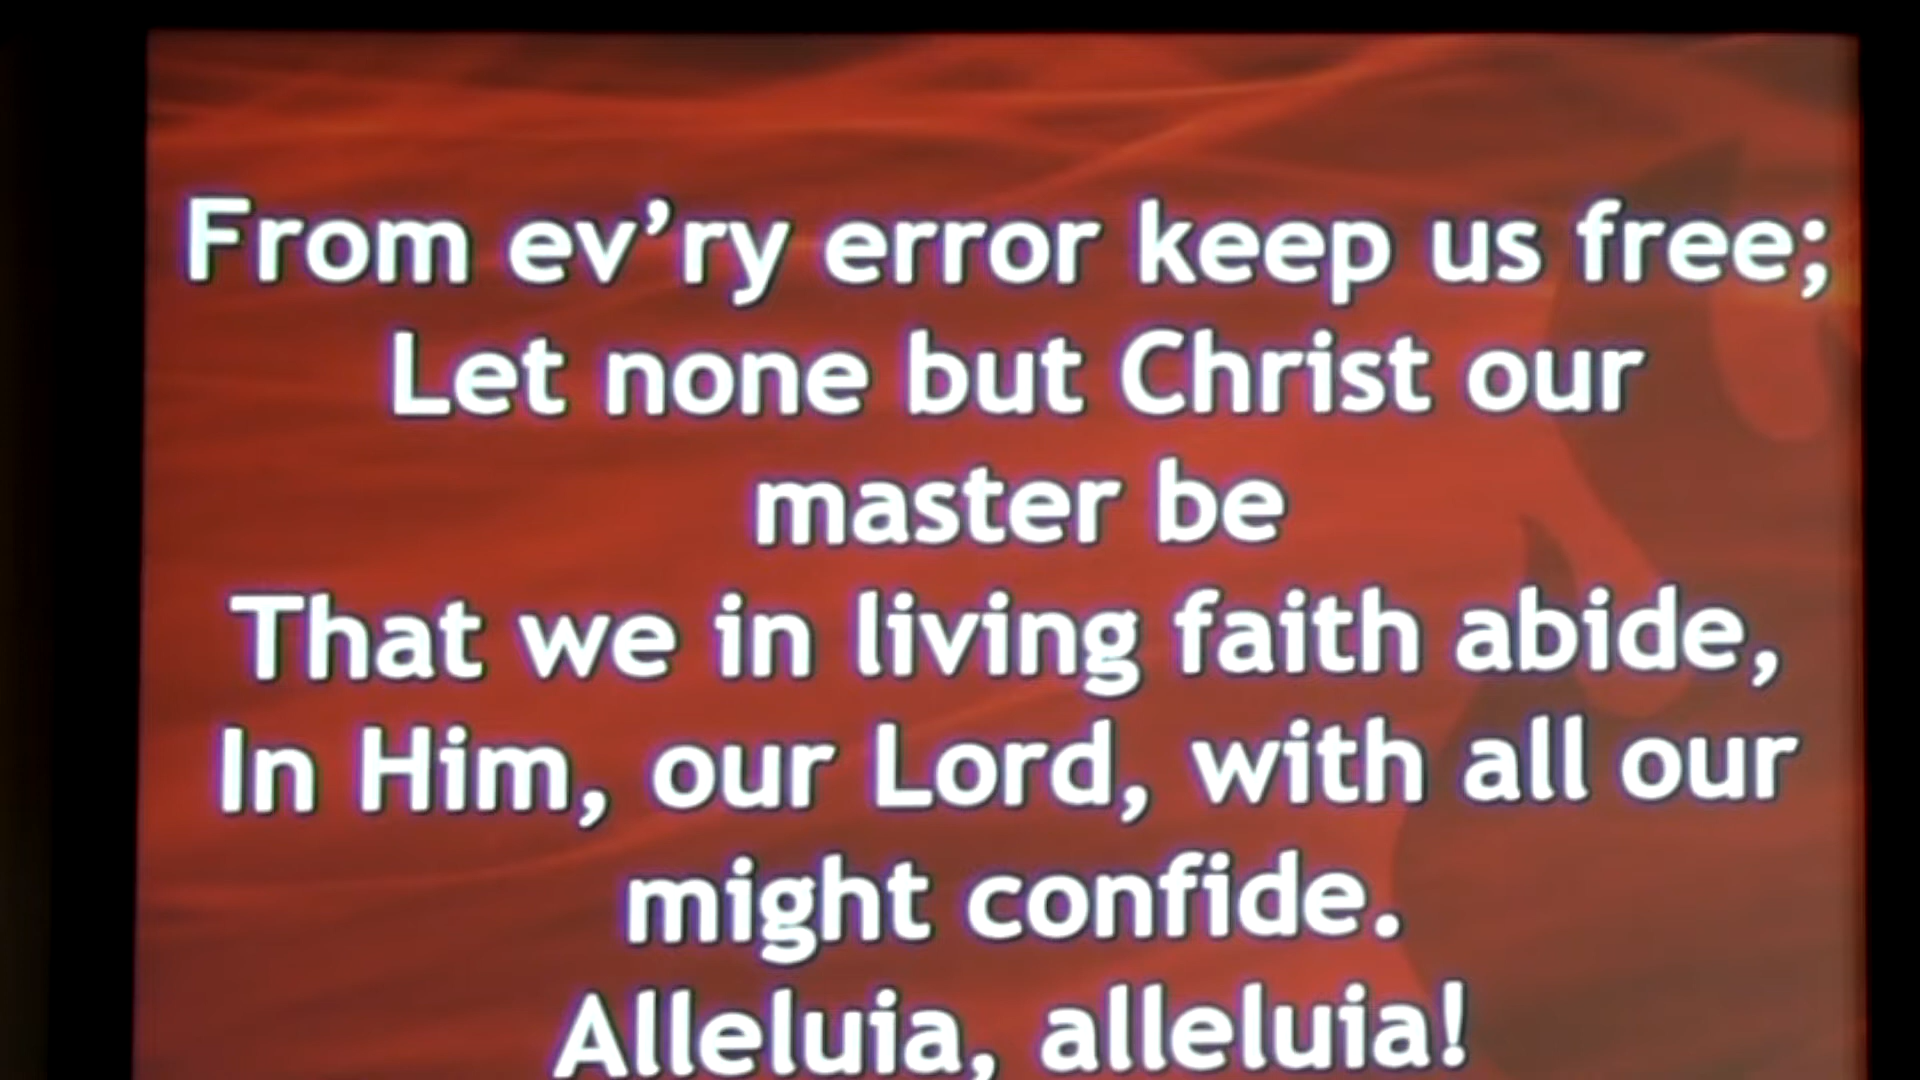 From ev’ry error keep us free;
Let none but Christ our
master be
That we in living faith abide,
In Him, our Lord, with all our
might confide.
Alleluia, alleluia!